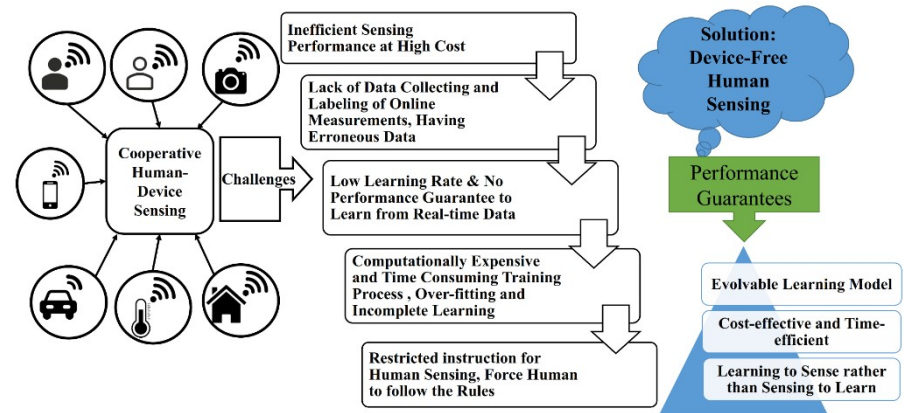 Cooperative
Human-
Device
Sensing
Challenges
Inefficient Sensing
Performance at High Cost
Lack of Data Collecting and
Labeling of Online
Measurements, Having
Erroneous Data
Low Learning Rate & No
Performance Guarantee to
Learn from Real-time Data
Computationally Expensive
and Time Consuming Training
Process , Over-fitting and
Incomplete Learning
Restricted instruction for
Human Sensing, Force Human
to follow the Rules
Solution:
Device-Free
Human
Sensing
Performance
Guarantees
Evolvable Learning Model
Cost-effective and Time-
efficient
Learning to Sense rather
than Sensing to Learn